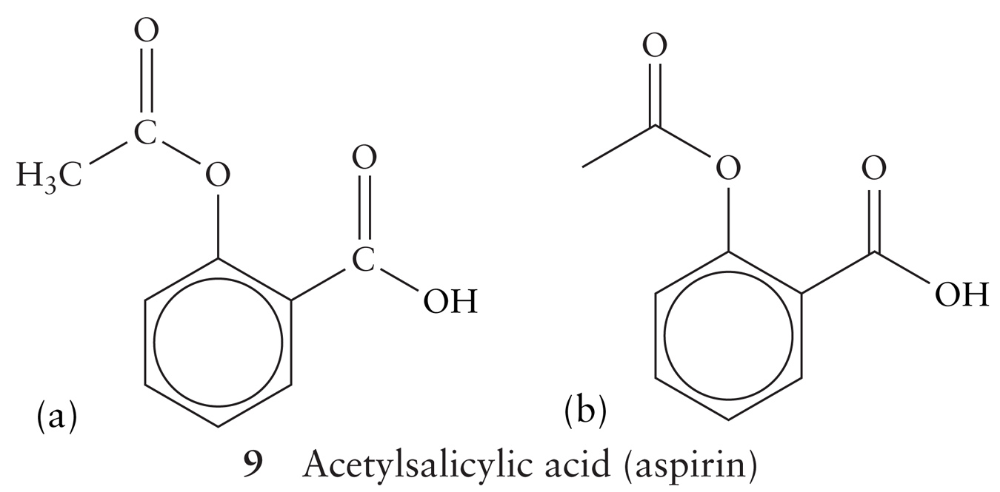 O
O
C
O
H₃C
O
O
O
C
OH
OH
(a)
(b)
9 Acetylsalicylic acid (aspirin)